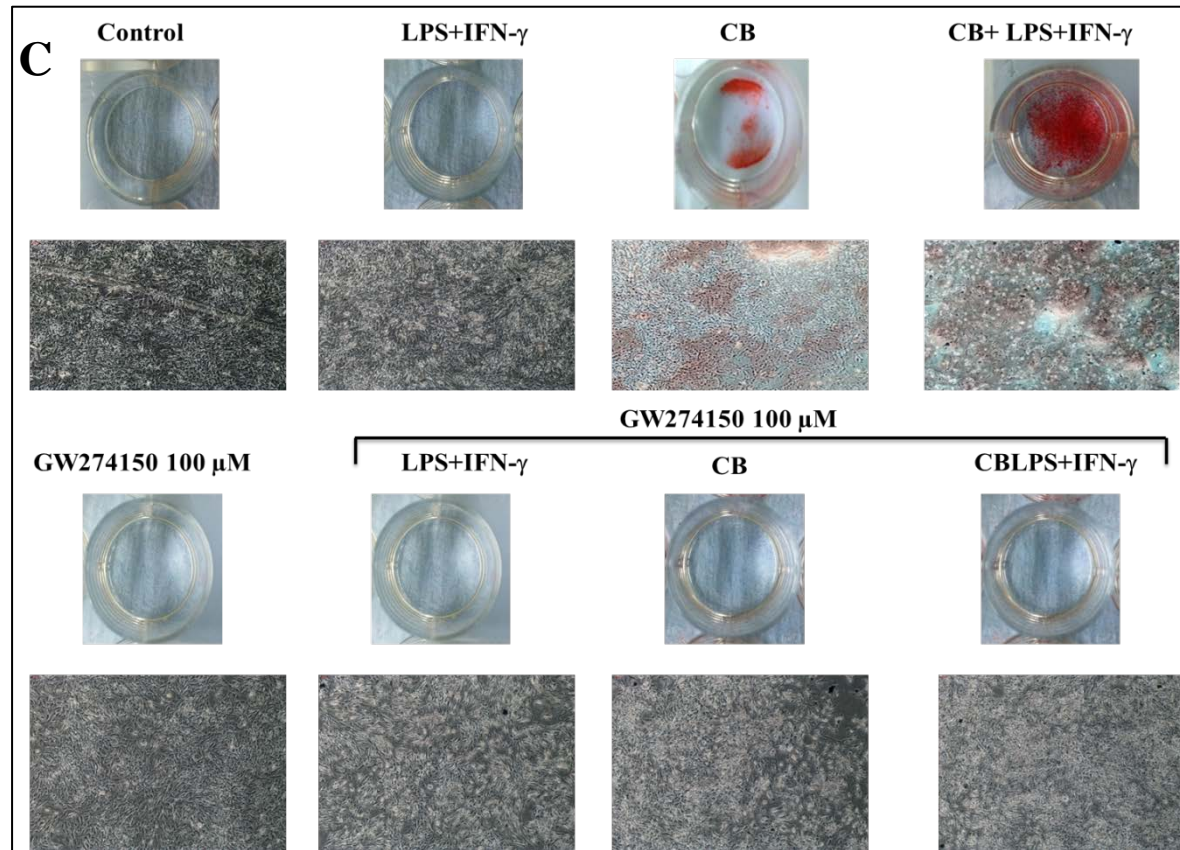 C
Control
LPS+IFN-γ
CB
CB+ LPS+IFN-γ
GW274150 100 μM
GW274150 100 μM
LPS+IFN-γ
CB
CBLPS+IFN-γ